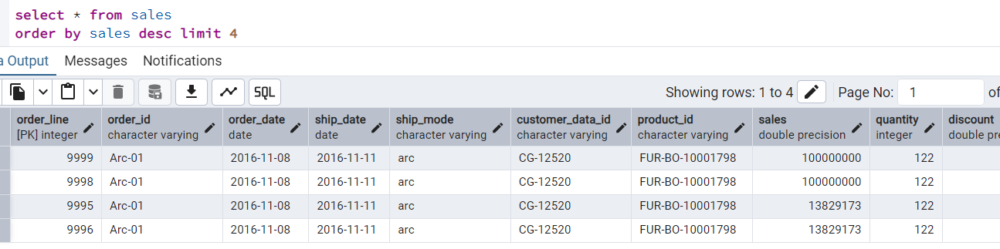 select * from sales
order by sales desc limit 4
a Output Messages Notifications
SQL Showing rows: 1 to 4 Page No: 1 of
order_line order_id order_date ship_date ship_mode customer_data_id product_id sales quantity discount
[PK] integer character varying date date character varying character varying character varying double precision integer double pre
9999 Arc-01 2016-11-08 2016-11-11 arc CG-12520 FUR-BO-10001798 100000000 122
9998 Arc-01 2016-11-08 2016-11-11 arc CG-12520 FUR-BO-10001798 100000000 122
9995 Arc-01 2016-11-08 2016-11-11 arc CG-12520 FUR-BO-10001798 13829173 122
9996 Arc-01 2016-11-08 2016-11-11 arc CG-12520 FUR-BO-10001798 13829173 122